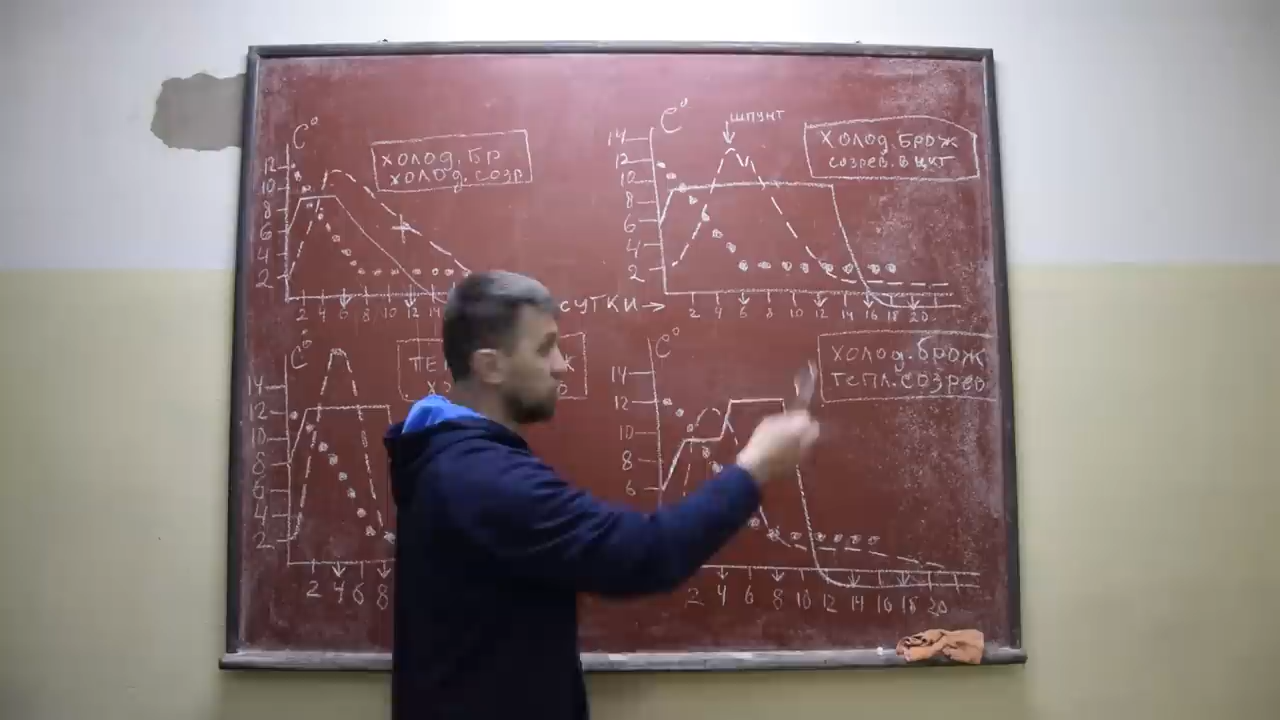 C°
ХОЛОД. БР
ХОЛОД. СОЗР
12
10
8
6
4
2
2 4 6 8 10 12 14
C°
ШПУНТ
ХОЛОД. БРОЖ
СОЗРЕВ. В ЦКТ
14
12
10
8
6
4
2
СУТКИ →
2 4 6 8 10 12 14 16 18 20
C°
14
12
10
8
6
4
2
2 4 6 8
C°
ХОЛОД. БРОЖ
ТЕПЛ. СОЗРЕВ
14
12
10
8
6
2 4 6 8 10 12 14 16 18 20